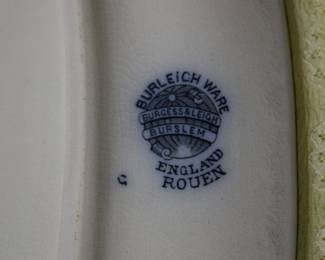 BURLEIGH WARE
BURGESS & LEIGH
BURSLEM
ENGLAND
ROUEN
G